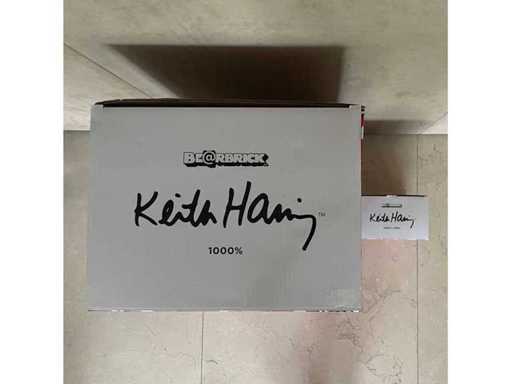 BE@RBRICK
Keith Haring™
1000%
Keith Haring